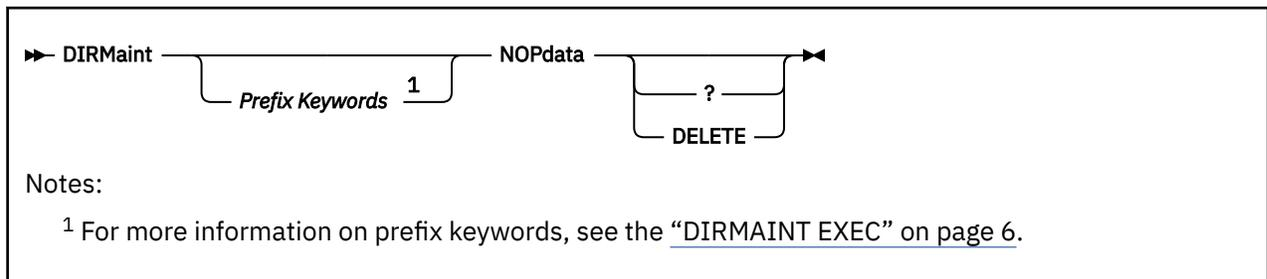 DIRMaint NOPdata
Prefix Keywords 1
?
DELETE
Notes:
1 For more information on prefix keywords, see the “DIRMAINT EXEC” on page 6.